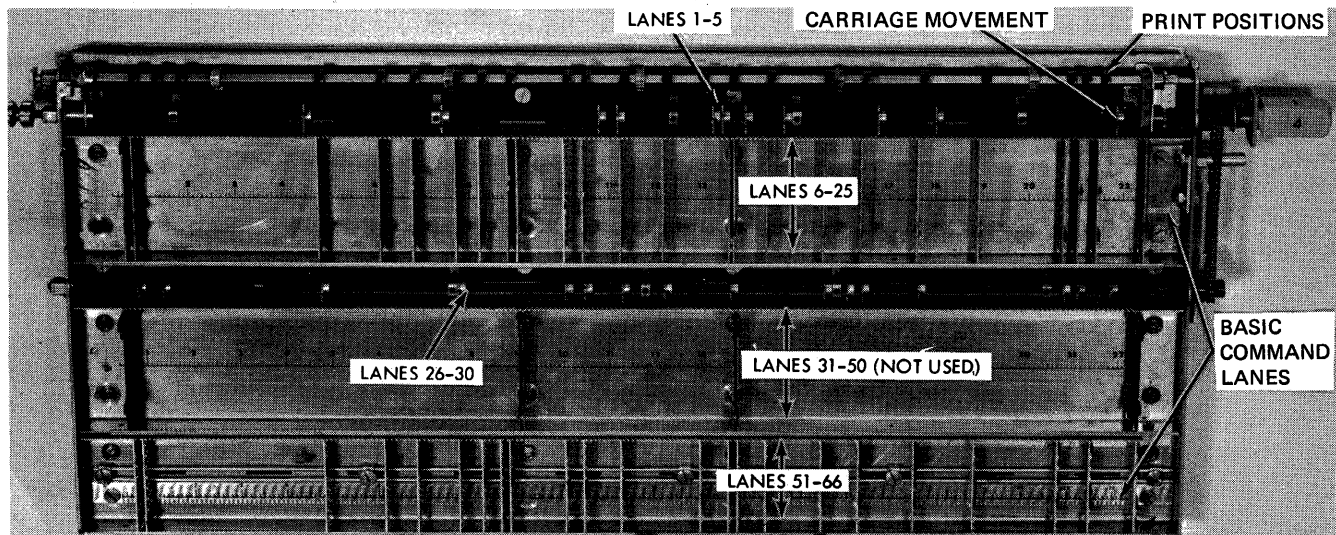 LANES 1-5
CARRIAGE MOVEMENT
PRINT POSITIONS
LANES 6-25
LANES 26-30
LANES 31-50 (NOT USED)
BASIC
COMMAND
LANES
LANES 51-66